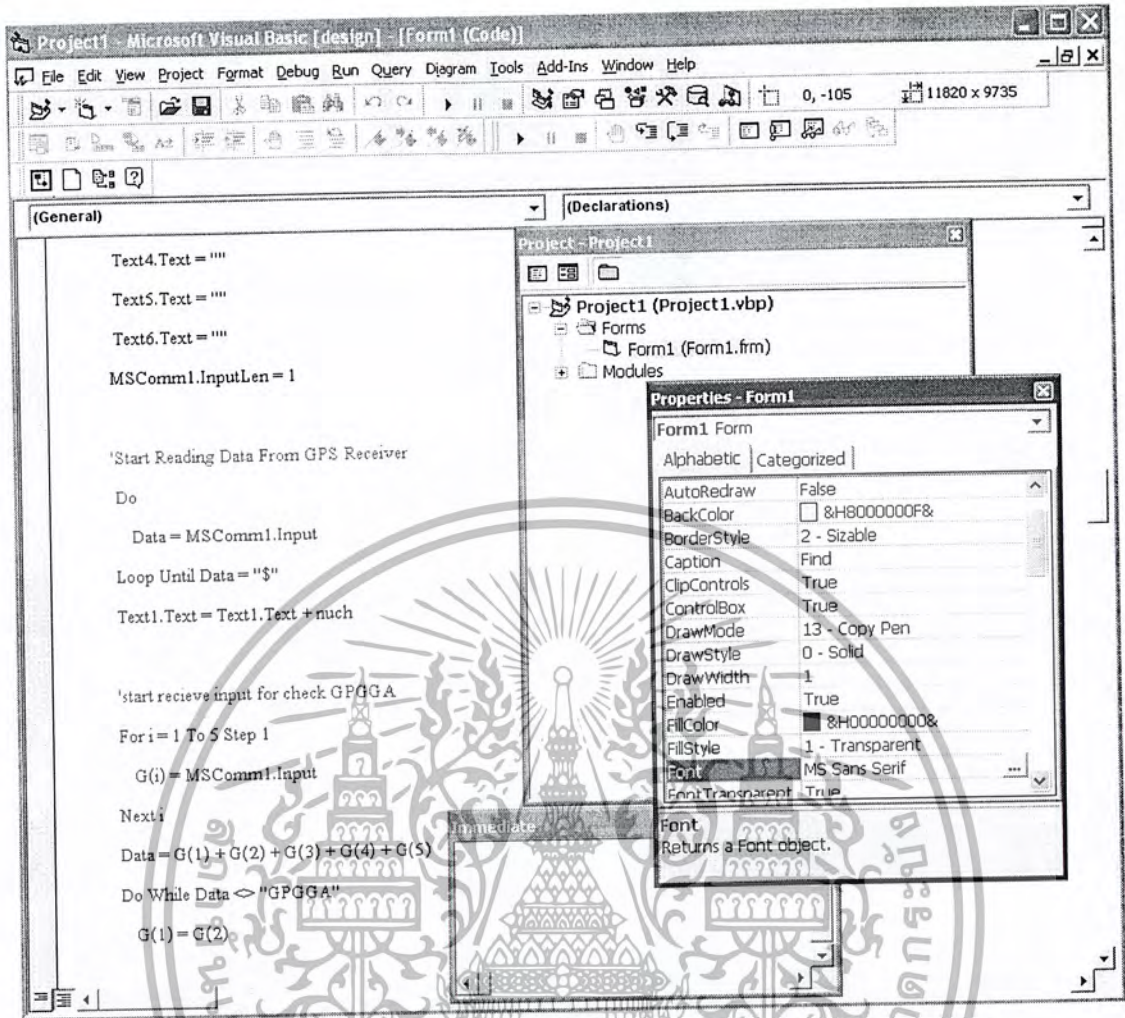 Project1 - Microsoft Visual Basic [design] - [Form1 (Code)]
File Edit View Project Format Debug Run Query Diagram Tools Add-Ins Window Help
0, -105 11820 x 9735
(General) (Declarations)
Text4.Text = ""
Text5.Text = ""
Text6.Text = ""
MSComm1.InputLen = 1
'Start Reading Data From GPS Receiver
Do
Data = MSComm1.Input
Loop Until Data = "$"
Text1.Text = Text1.Text + nuch
'start recieve input for check GPGGA
For i = 1 To 5 Step 1
G(i) = MSComm1.Input
Next i
Data = G(1) + G(2) + G(3) + G(4) + G(5)
Do While Data <> "GPGGA"
G(1) = G(2)
Project - Project1
Project1 (Project1.vbp)
Forms
Form1 (Form1.frm)
Modules
Properties - Form1
Form1 Form
Alphabetic Categorized
AutoRedraw False
BackColor &H8000000F&
BorderStyle 2 - Sizable
Caption Find
ClipControls True
ControlBox True
DrawMode 13 - Copy Pen
DrawStyle 0 - Solid
DrawWidth 1
Enabled True
FillColor &H00000000&
FillStyle 1 - Transparent
Font MS Sans Serif ...
FontTransparent True
Font
Returns a Font object.
Immediate